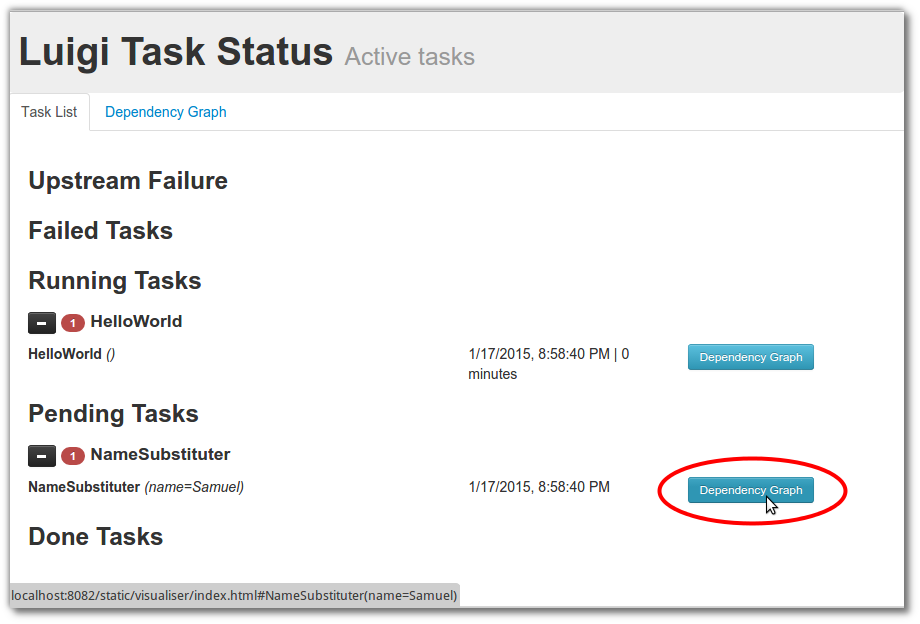 Luigi Task Status Active tasks
Task List Dependency Graph
Upstream Failure
Failed Tasks
Running Tasks
1 HelloWorld
HelloWorld () 1/17/2015, 8:58:40 PM | 0 Dependency Graph
minutes
Pending Tasks
1 NameSubstituter
NameSubstituter (name=Samuel) 1/17/2015, 8:58:40 PM Dependency Graph
Done Tasks
localhost:8082/static/visualiser/index.html#NameSubstituter(name=Samuel)